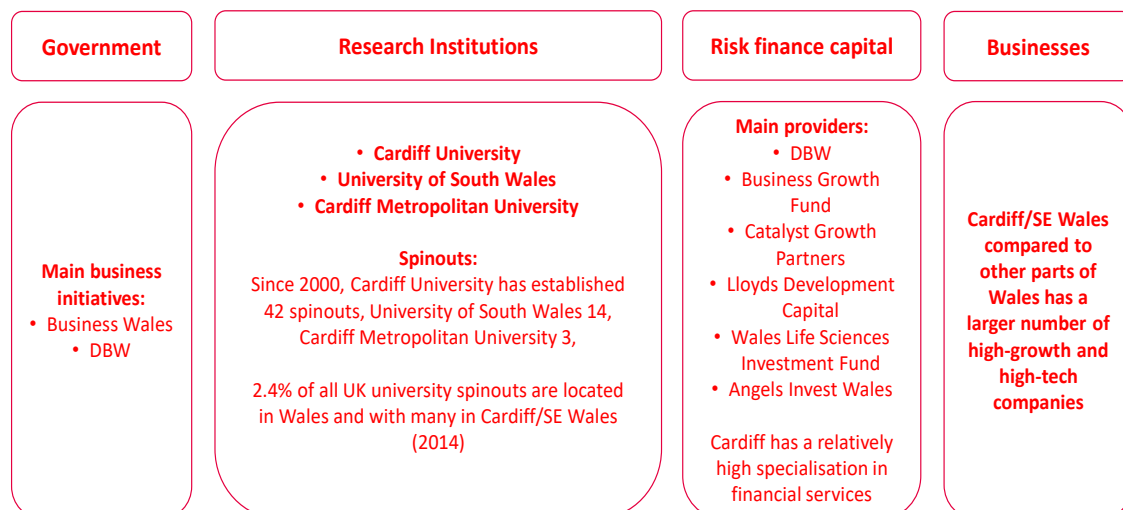 Government
Research Institutions
Risk finance capital
Businesses
Main business
initiatives:
• Business Wales
• DBW
• Cardiff University
• University of South Wales
• Cardiff Metropolitan University
Spinouts:
Since 2000, Cardiff University has established
42 spinouts, University of South Wales 14,
Cardiff Metropolitan University 3,
2.4% of all UK university spinouts are located
in Wales and with many in Cardiff/SE Wales
(2014)
Main providers:
• DBW
• Business Growth
Fund
• Catalyst Growth
Partners
• Lloyds Development
Capital
• Wales Life Sciences
Investment Fund
• Angels Invest Wales
Cardiff has a relatively
high specialisation in
financial services
Cardiff/SE Wales
compared to
other parts of
Wales has a
larger number of
high-growth and
high-tech
companies